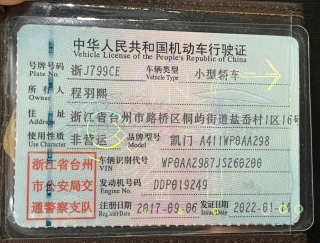 中华人民共和国机动车行驶证
Vehicle License of the People's Republic of China
号牌号码 浙J799CE 车辆类型 小型轿车
Plate No. Vehicle Type
所有人 程羽熙
Owner
住址 浙江省台州市路桥区桐屿街道盐岙村1区16号
Address
使用性质 非营运 品牌型号 凯门 A411WP0AA298
Use Character Model
浙江省台州市公安局交通警察支队
车辆识别代号 WP0AA2987JS260200
VIN
发动机号码 DDP019249
Engine No.
注册日期 2017-09-06 发证日期 2022-01-
Register Date Issue Date